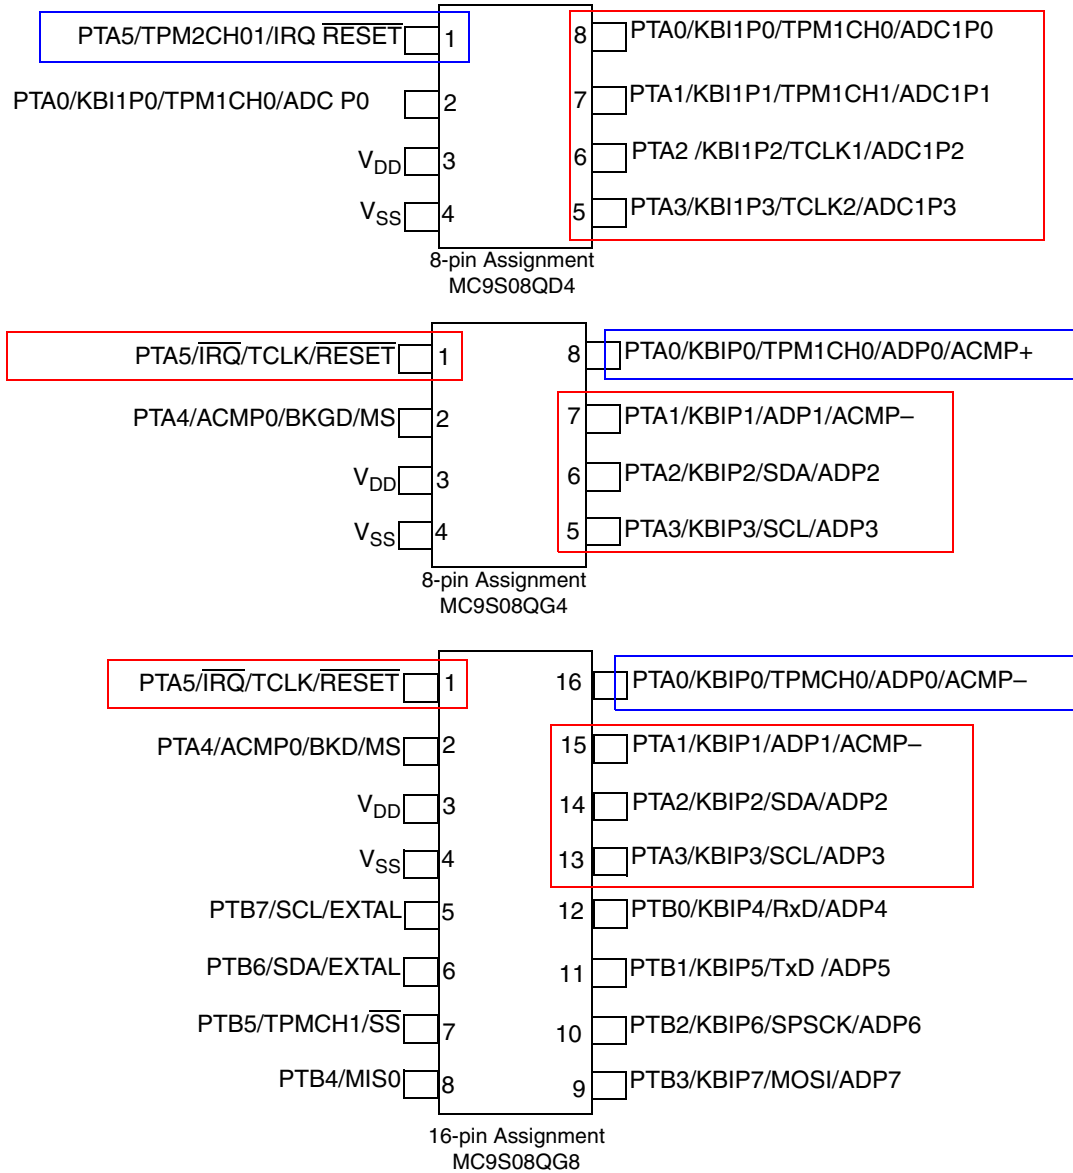 PTA5/TPM2CH01/IRQ RESET 1
8 PTA0/KBI1P0/TPM1CH0/ADC1P0
PTA0/KBI1P0/TPM1CH0/ADC P0 2
7 PTA1/KBI1P1/TPM1CH1/ADC1P1
VDD 3
6 PTA2 /KBI1P2/TCLK1/ADC1P2
VSS 4
5 PTA3/KBI1P3/TCLK2/ADC1P3
8-pin Assignment
MC9S08QD4
PTA5/IRQ/TCLK/RESET 1
8 PTA0/KBIP0/TPM1CH0/ADP0/ACMP+
PTA4/ACMP0/BKGD/MS 2
7 PTA1/KBIP1/ADP1/ACMP–
VDD 3
6 PTA2/KBIP2/SDA/ADP2
VSS 4
5 PTA3/KBIP3/SCL/ADP3
8-pin Assignment
MC9S08QG4
PTA5/IRQ/TCLK/RESET 1
16 PTA0/KBIP0/TPMCH0/ADP0/ACMP–
PTA4/ACMP0/BKD/MS 2
15 PTA1/KBIP1/ADP1/ACMP–
VDD 3
14 PTA2/KBIP2/SDA/ADP2
VSS 4
13 PTA3/KBIP3/SCL/ADP3
PTB7/SCL/EXTAL 5
12 PTB0/KBIP4/RxD/ADP4
PTB6/SDA/EXTAL 6
11 PTB1/KBIP5/TxD /ADP5
PTB5/TPMCH1/SS 7
10 PTB2/KBIP6/SPSCK/ADP6
PTB4/MIS0 8
9 PTB3/KBIP7/MOSI/ADP7
16-pin Assignment
MC9S08QG8